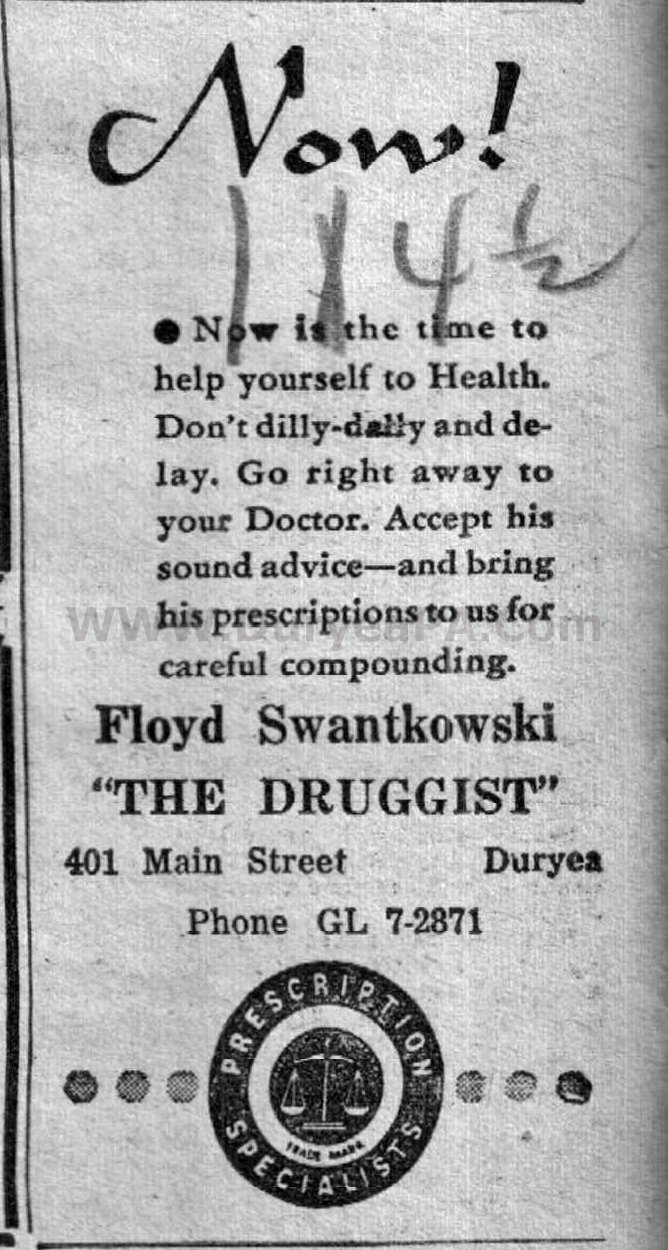 Now!
114 ½
● Now is the time to
help yourself to Health.
Don't dilly-dally and de-
lay. Go right away to
your Doctor. Accept his
sound advice—and bring
his prescriptions to us for
www.DuryeaPA.com
careful compounding.
Floyd Swantkowski
"THE DRUGGIST"
401 Main Street Duryea
Phone GL 7-2871
PRESCRIPTION
TRADE MARK
SPECIALISTS